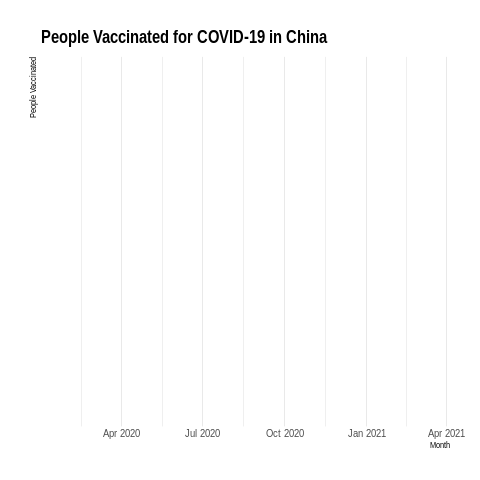 People Vaccinated for COVID-19 in China
People Vaccinated
Apr 2020
Jul 2020
Oct 2020
Jan 2021
Apr 2021
Month